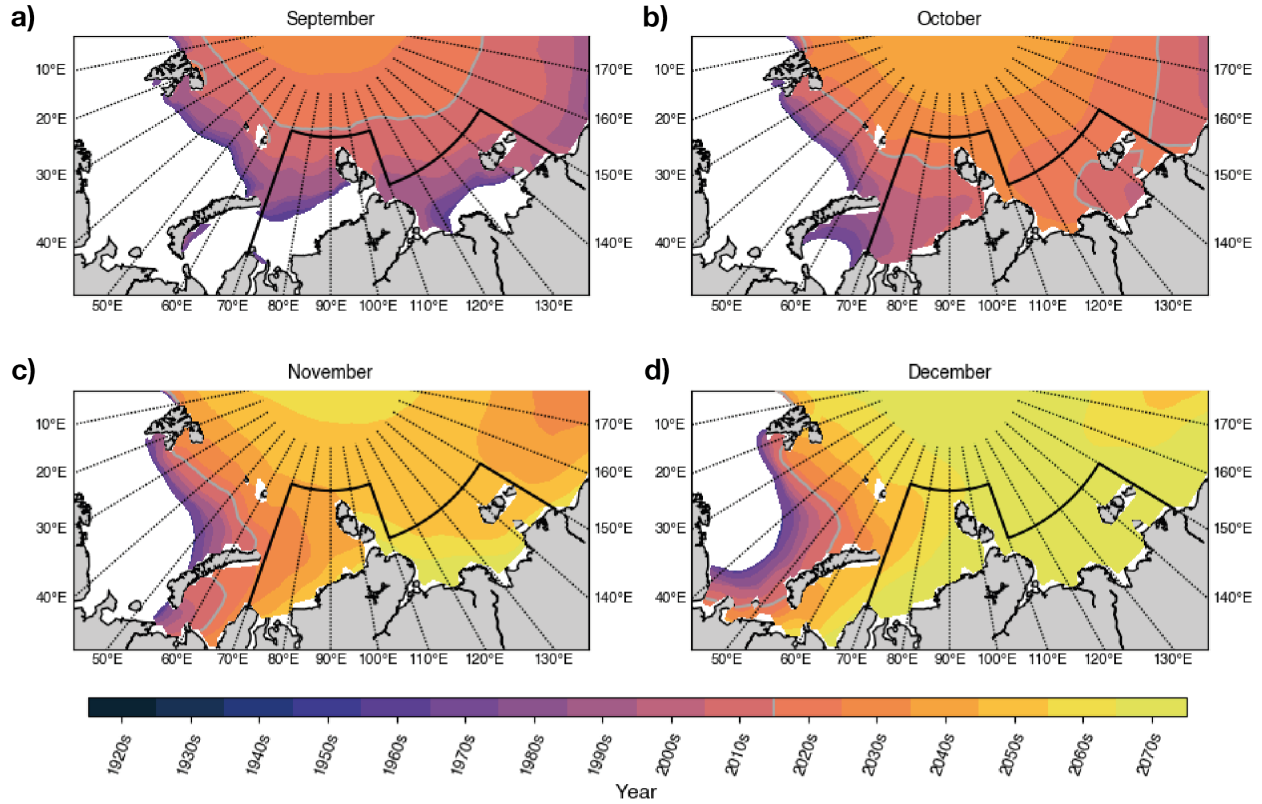 a)
September
b)
October
10°E
20°E
30°E
40°E
170°E
160°E
150°E
140°E
50°E 60°E 70°E 80°E 90°E 100°E 110°E 120°E 130°E
10°E
20°E
30°E
40°E
170°E
160°E
150°E
140°E
50°E 60°E 70°E 80°E 90°E 100°E 110°E 120°E 130°E
c)
November
d)
December
10°E
20°E
30°E
40°E
170°E
160°E
150°E
140°E
50°E 60°E 70°E 80°E 90°E 100°E 110°E 120°E 130°E
10°E
20°E
30°E
40°E
170°E
160°E
150°E
140°E
50°E 60°E 70°E 80°E 90°E 100°E 110°E 120°E 130°E
1920s 1930s 1940s 1950s 1960s 1970s 1980s 1990s 2000s 2010s 2020s 2030s 2040s 2050s 2060s 2070s
Year